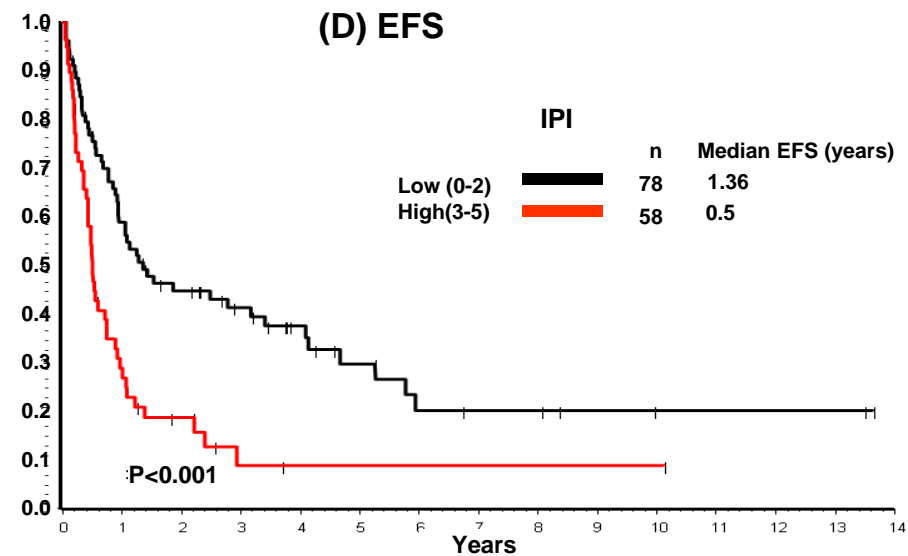 (D) EFS
1.0
0.9
0.8
0.7
0.6
0.5
0.4
0.3
0.2
0.1
0.0
IPI
n Median EFS (years)
Low (0-2) 78 1.36
High(3-5) 58 0.5
:P<0.001
0 1 2 3 4 5 6 7 8 9 10 11 12 13 14
Years